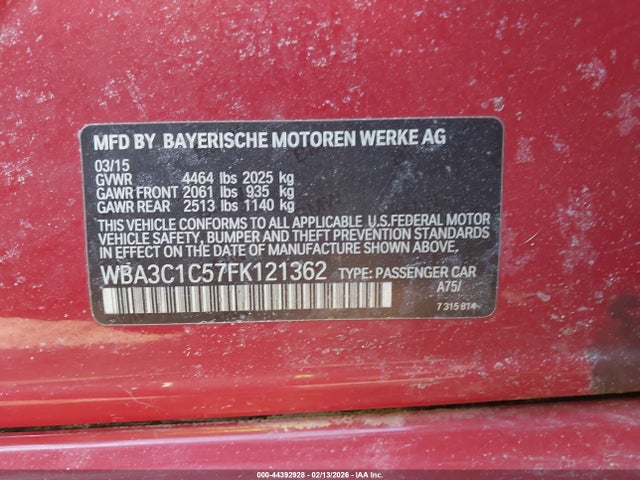 MFD BY BAYERISCHE MOTOREN WERKE AG
03/15
GVWR 4464 lbs 2025 kg
GAWR FRONT 2061 lbs 935 kg
GAWR REAR 2513 lbs 1140 kg
THIS VEHICLE CONFORMS TO ALL APPLICABLE U.S.FEDERAL MOTOR
VEHICLE SAFETY, BUMPER AND THEFT PREVENTION STANDARDS
IN EFFECT ON THE DATE OF MANUFACTURE SHOWN ABOVE.
WBA3C1C57FK121362 TYPE: PASSENGER CAR
A75/
7 315 814
000-44392928 - 02/13/2026 - IAA Inc.